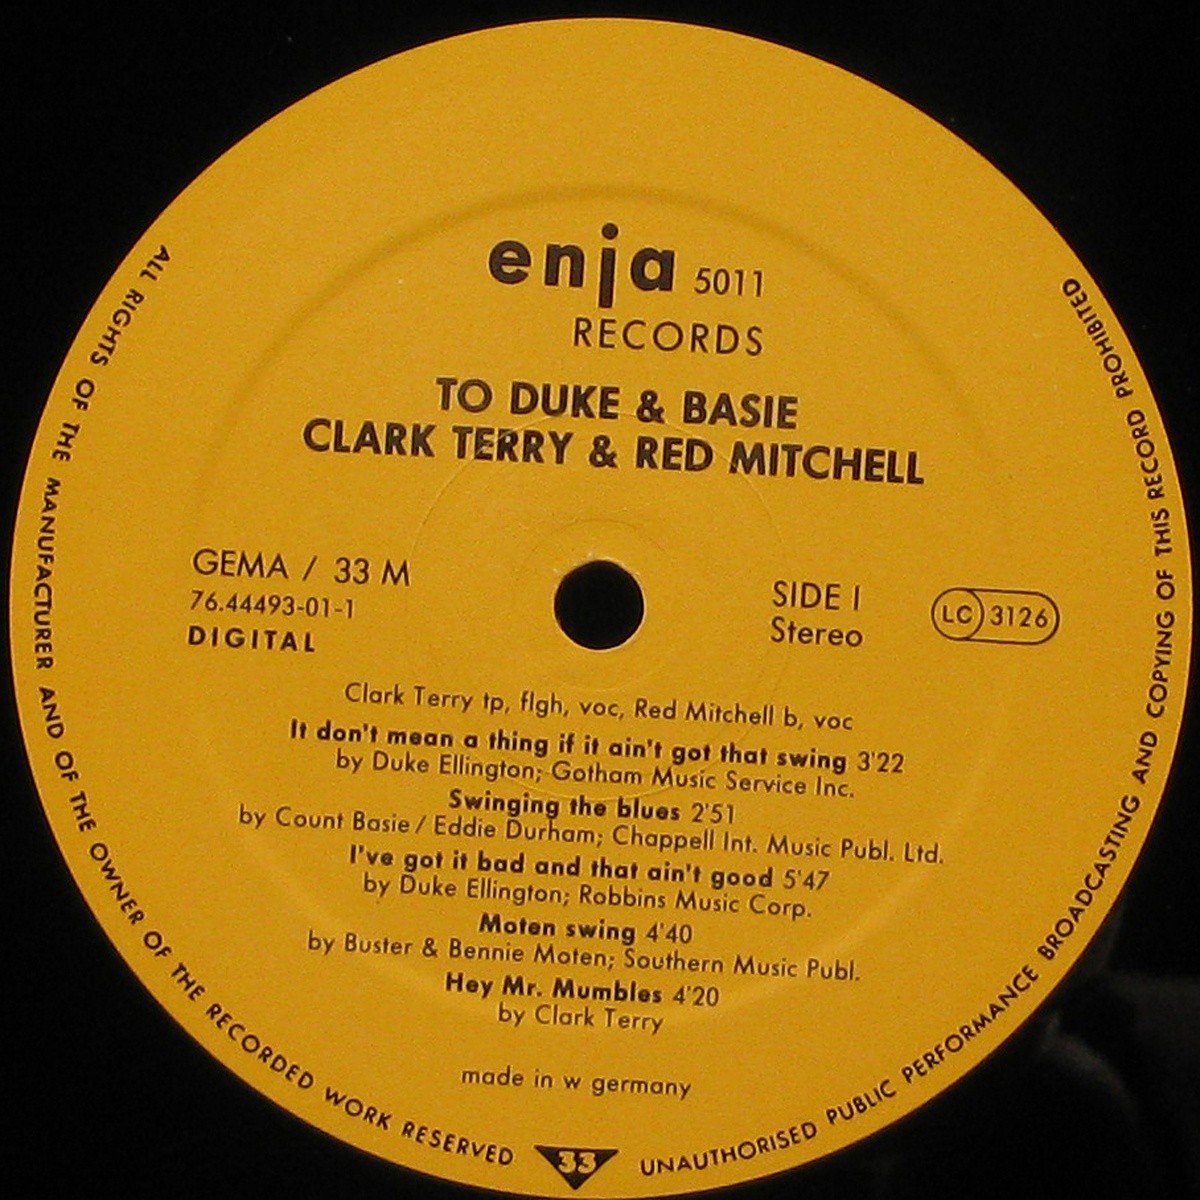 enja 5011
RECORDS
TO DUKE & BASIE
CLARK TERRY & RED MITCHELL
GEMA / 33 M
76.44493-01-1
DIGITAL
SIDE I
Stereo
LC 3126
Clark Terry tp, flgh, voc, Red Mitchell b, voc
It don't mean a thing if it ain't got that swing 3'22
by Duke Ellington; Gotham Music Service Inc.
Swinging the blues 2'51
by Count Basie / Eddie Durham; Chappell Int. Music Publ. Ltd.
I've got it bad and that ain't good 5'47
by Duke Ellington; Robbins Music Corp.
Moten swing 4'40
by Buster & Bennie Moten; Southern Music Publ.
Hey Mr. Mumbles 4'20
by Clark Terry
made in w germany
ALL RIGHTS OF THE MANUFACTURER AND OF THE OWNER OF THE RECORDED WORK RESERVED
33
UNAUTHORISED PUBLIC PERFORMANCE BROADCASTING AND COPYING OF THIS RECORD PROHIBITED